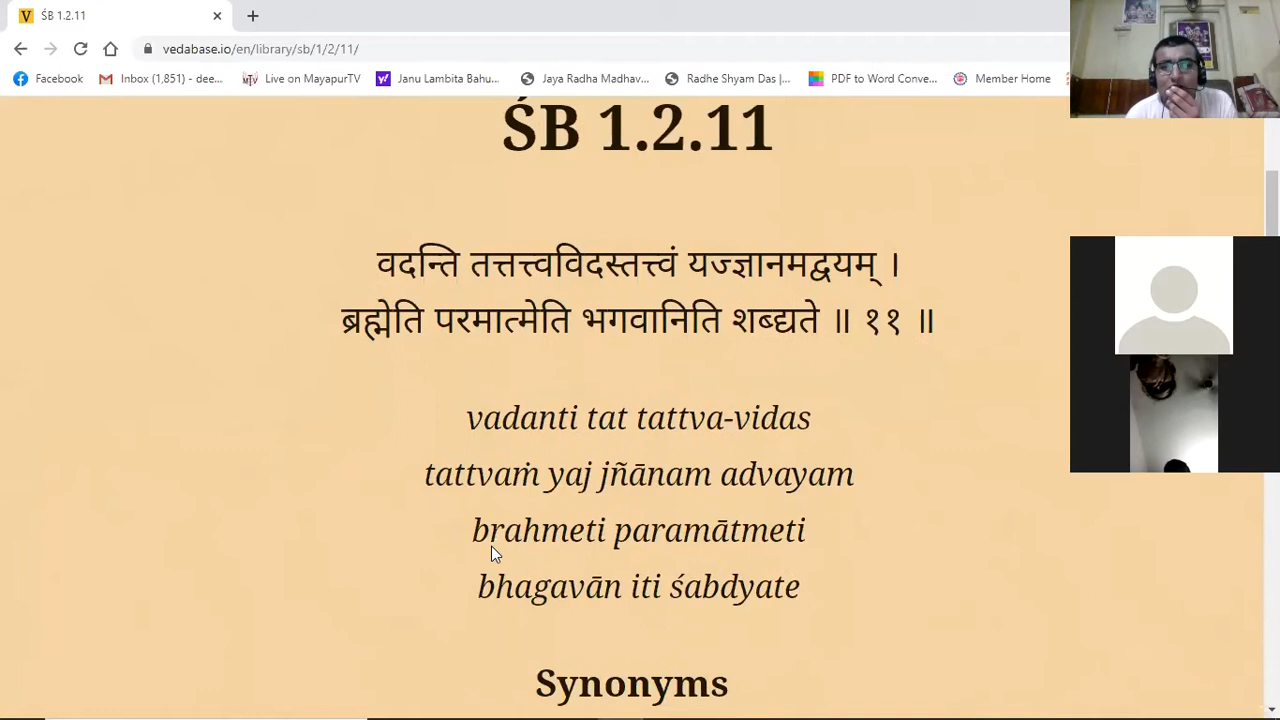 ŚB 1.2.11
vedabase.io/en/library/sb/1/2/11/
Facebook
Inbox (1,851) - dee...
Live on MayapurTV
Janu Lambita Bahu...
Jaya Radha Madhav...
Radhe Shyam Das |...
PDF to Word Conve...
Member Home
ŚB 1.2.11
वदन्ति तत्तत्त्वविदस्तत्त्वं यज्ज्ञानमद्वयम् ।
ब्रह्मेति परमात्मेति भगवानिति शब्द्यते ॥ ११ ॥
vadanti tat tattva-vidas
tattvaṁ yaj jñānam advayam
brahmeti paramātmeti
bhagavān iti śabdyate
Synonyms